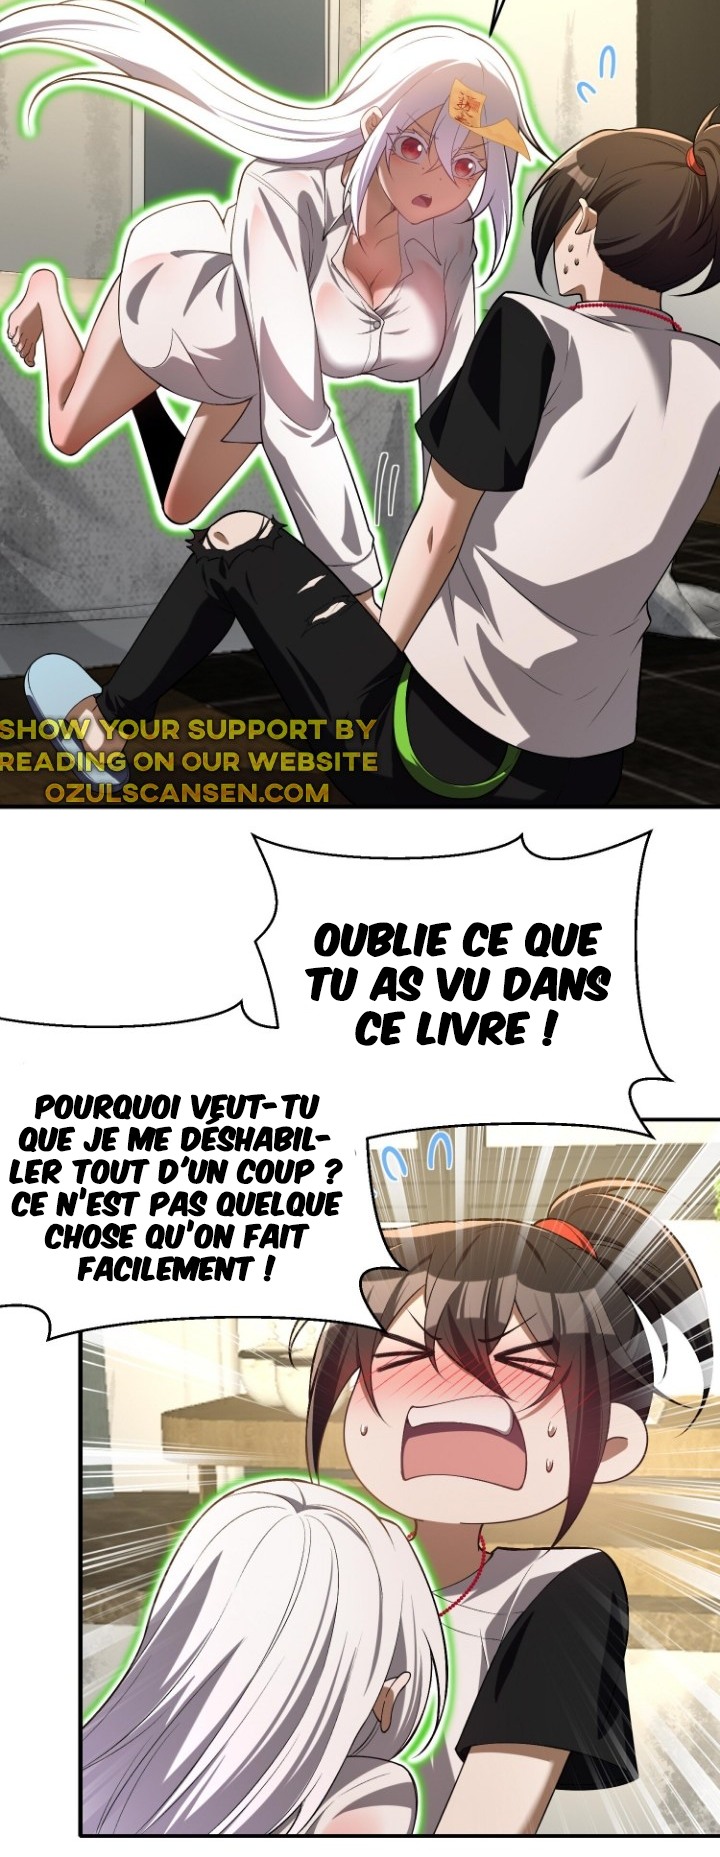 SHOW YOUR SUPPORT BY
READING ON OUR WEBSITE
OZULSCANSEN.COM
OUBLIE CE QUE
TU AS VU DANS
CE LIVRE !
POURQUOI VEUT-TU
QUE JE ME DÉSHABIL-
LER TOUT D'UN COUP ?
CE N'EST PAS QUELQUE
CHOSE QU'ON FAIT
FACILEMENT !